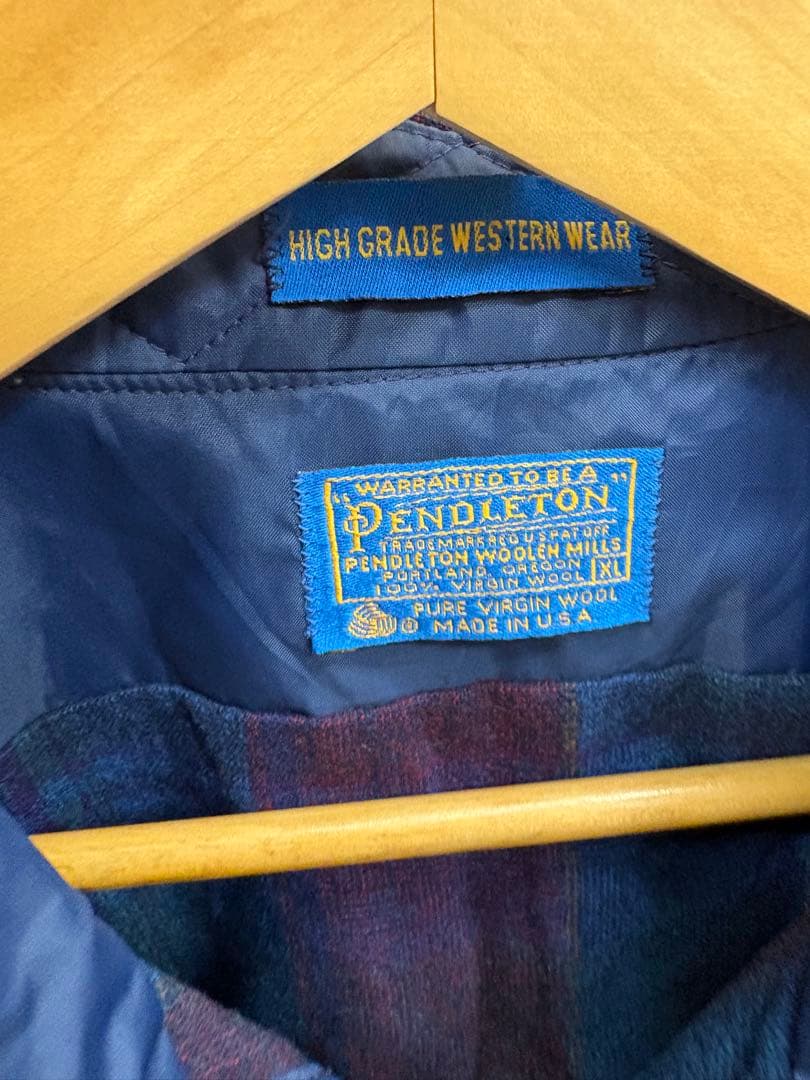 HIGH GRADE WESTERN WEAR
WARRANTED TO BE A
"PENDLETON"
TRADEMARK REG U.S. PAT OFF
PENDLETON WOOLEN MILLS
PORTLAND, OREGON
100% VIRGIN WOOL XL
PURE VIRGIN WOOL
® MADE IN U.S.A